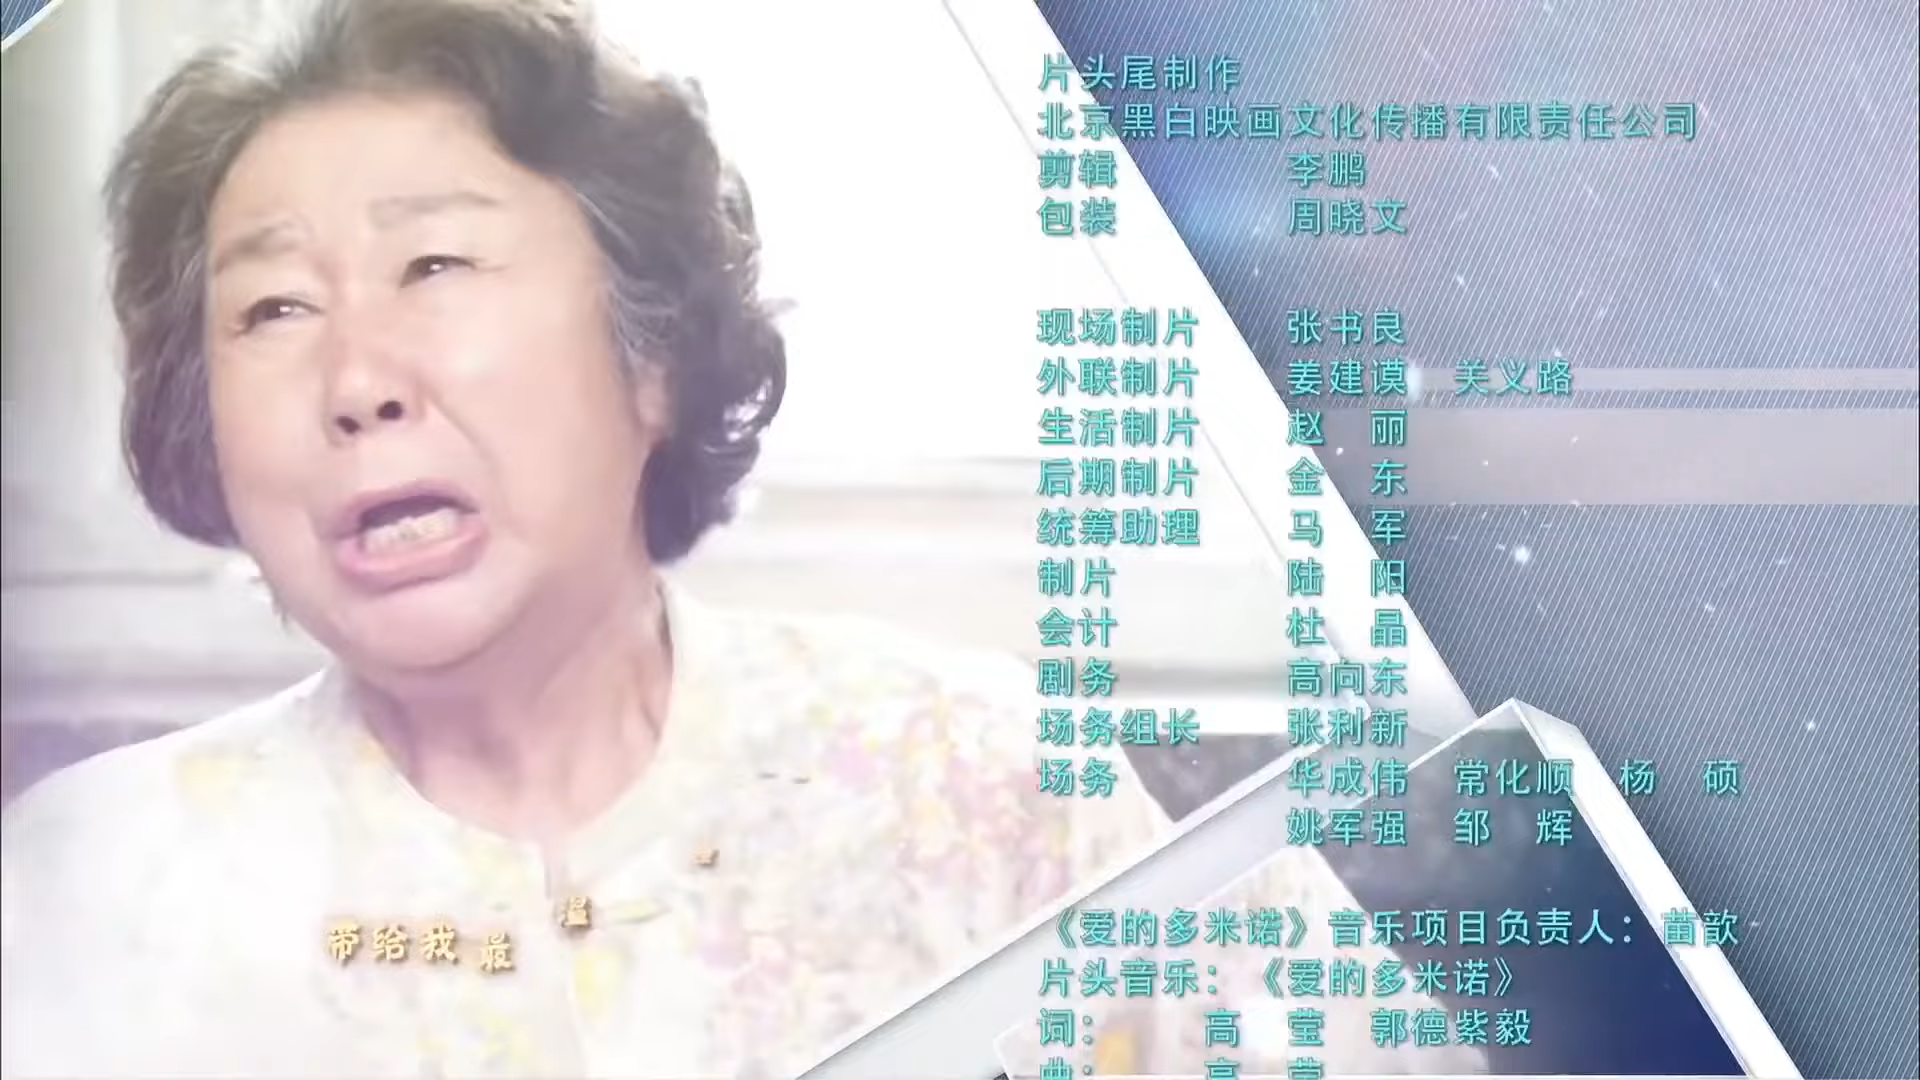 片头尾制作
北京黑白映画文化传播有限责任公司
剪辑 李鹏
包装 周晓文
现场制片 张书良
外联制片 姜建谟 关义路
生活制片 赵 丽
后期制片 金 东
统筹助理 马 军
制片 陆 阳
会计 杜 晶
剧务 高向东
场务组长 张利新
场务 华成伟 常化顺 杨 硕
姚军强 邹 辉
《爱的多米诺》音乐项目负责人：苗歆
片头音乐：《爱的多米诺》
词： 高 莹 郭德紫毅
曲： 高 莹
带给我最温